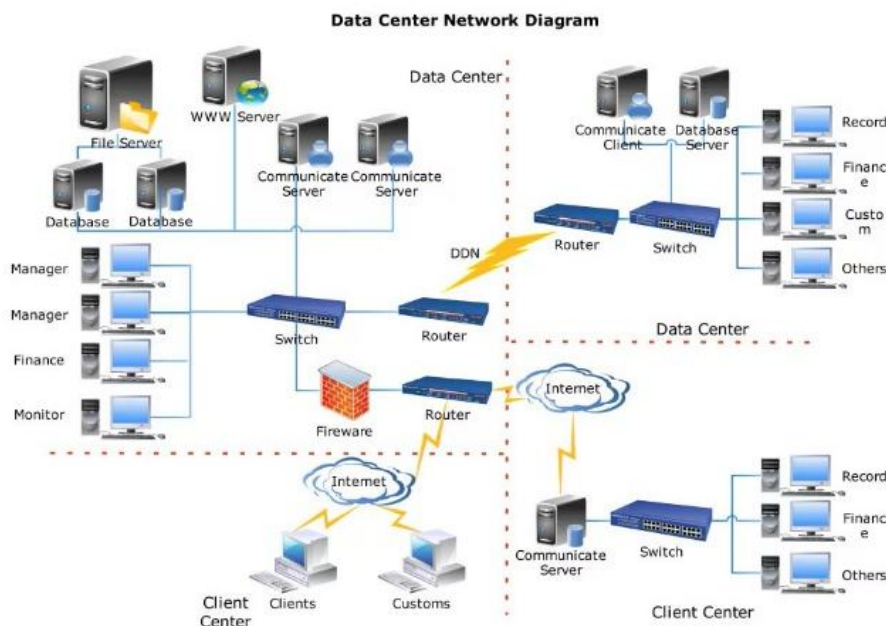 Data Center Network Diagram
Data Center
File Server
WWW Server
Communicate
Server
Communicate
Server
Database
Database
Manager
Manager
Finance
Monitor
Switch
Router
DDN
Fireware
Router
Communicate
Client
Database
Server
Router
Switch
Record
Financ
e
Custo
m
Others
Data Center
Internet
Internet
Clients
Customs
Client
Center
Communicate
Server
Switch
Record
Financ
e
Others
Client Center